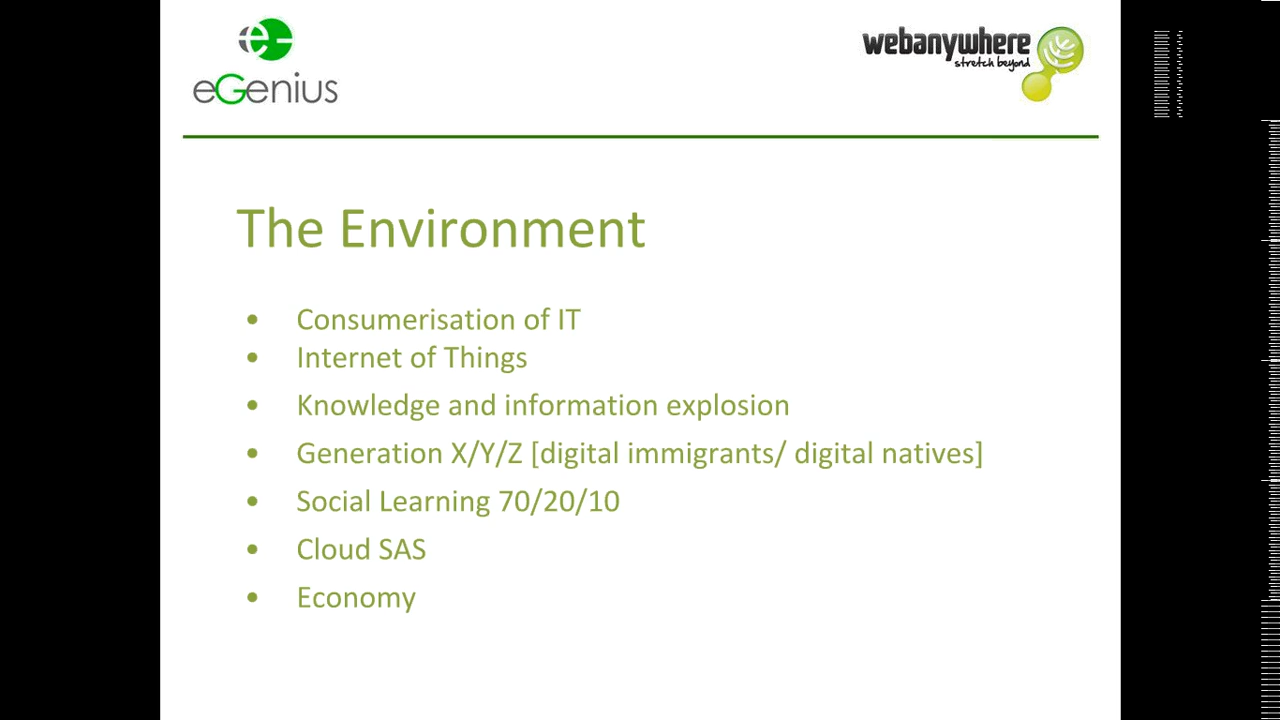 eGenius
webanywhere
stretch beyond
The Environment
• Consumerisation of IT
• Internet of Things
• Knowledge and information explosion
• Generation X/Y/Z [digital immigrants/ digital natives]
• Social Learning 70/20/10
• Cloud SAS
• Economy